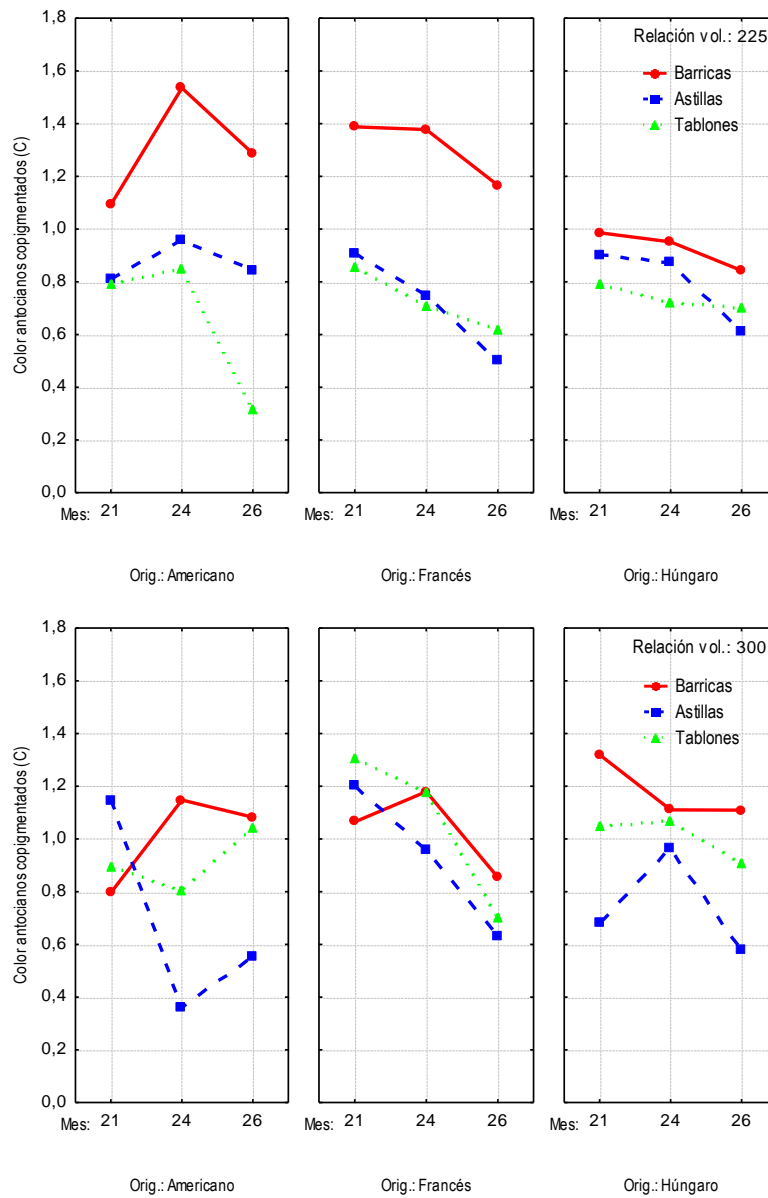 1,8
1,6
1,4
1,2
1,0
0,8
0,6
0,4
0,2
0,0
Color antocianos copigmentados (C)
Relación vol.: 225
Barricas
Astillas
Tablones
Mes: 21 24 26
21 24 26
Mes: 21 24 26
Orig.: Americano
Orig.: Francés
Orig.: Húngaro
1,8
1,6
1,4
1,2
1,0
0,8
0,6
0,4
0,2
0,0
Color antocianos copigmentados (C)
Relación vol.: 300
Barricas
Astillas
Tablones
Mes: 21 24 26
21 24 26
Mes: 21 24 26
Orig.: Americano
Orig.: Francés
Orig.: Húngaro